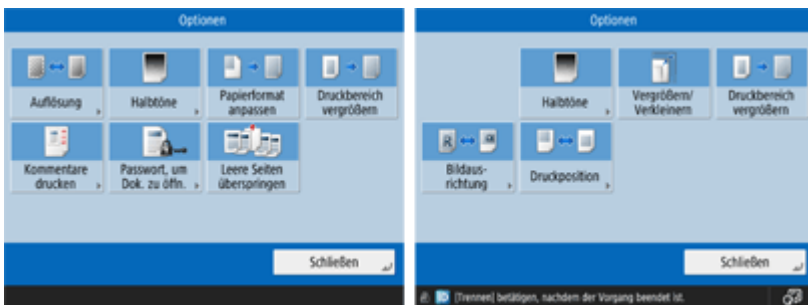 Optionen
Auflösung
Halbtöne
Papierformat
anpassen
Druckbereich
vergrößern
Kommentare
drucken
Passwort, um
Dok. zu öffn.
Leere Seiten
überspringen
Schließen
Optionen
Halbtöne
Vergrößern/
Verkleinern
Druckbereich
vergrößern
R
Bildaus-
richtung
Druckposition
Schließen
[Trennen] betätigen, nachdem der Vorgang beendet ist.